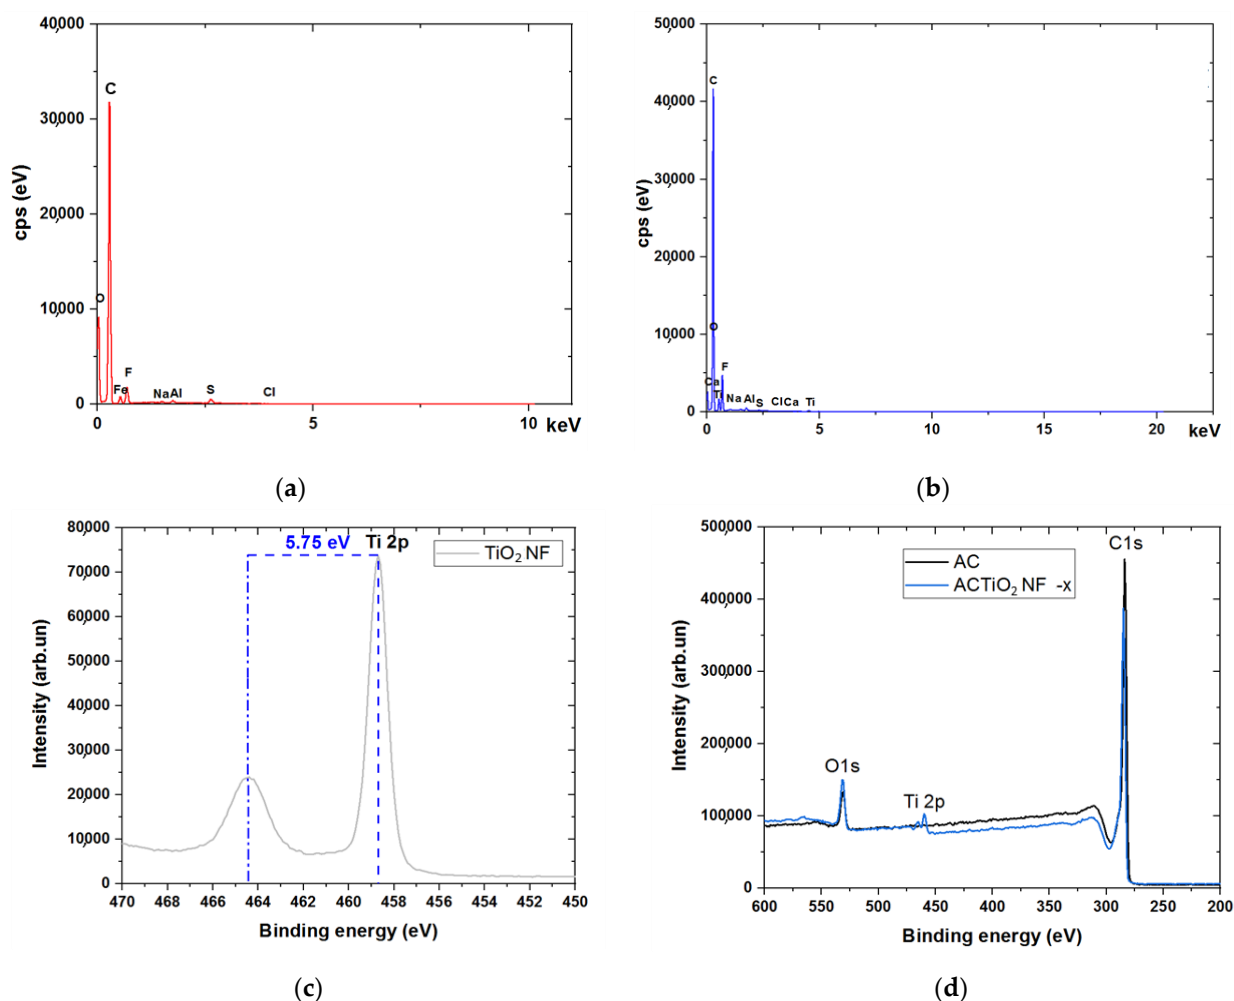 40,000
30,000
20,000
10,000
0
cps (eV)
C
O
Fe
F
Na Al
S
Cl
0
5
10
keV
(a)
50,000
40,000
30,000
20,000
10,000
0
cps (eV)
C
O
Ca
Ti
F
Na Al S Cl Ca Ti
0
5
10
15
20
keV
(b)
80,000
70,000
60,000
50,000
40,000
30,000
20,000
10,000
0
Intensity (arb.un)
5.75 eV
Ti 2p
TiO₂ NF
470 468 466 464 462 460 458 456 454 452 450
Binding energy (eV)
(c)
500,000
400,000
300,000
200,000
100,000
0
Intensity (arb.un)
AC
ACTiO₂ NF -x
C1s
O1s
Ti 2p
600 550 500 450 400 350 300 250 200
Binding energy (eV)
(d)